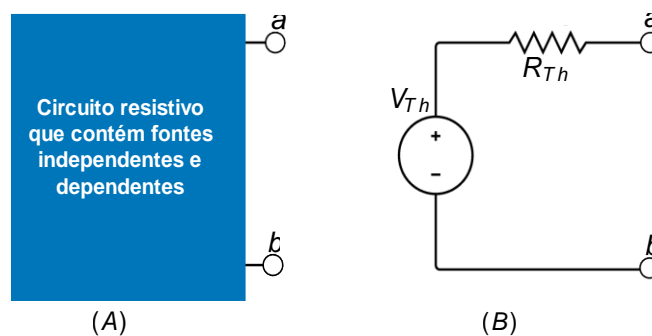 a
Circuito resistivo
que contém fontes
independentes e
dependentes
b
(A)
a
R_Th
V_Th
+
−
b
(B)